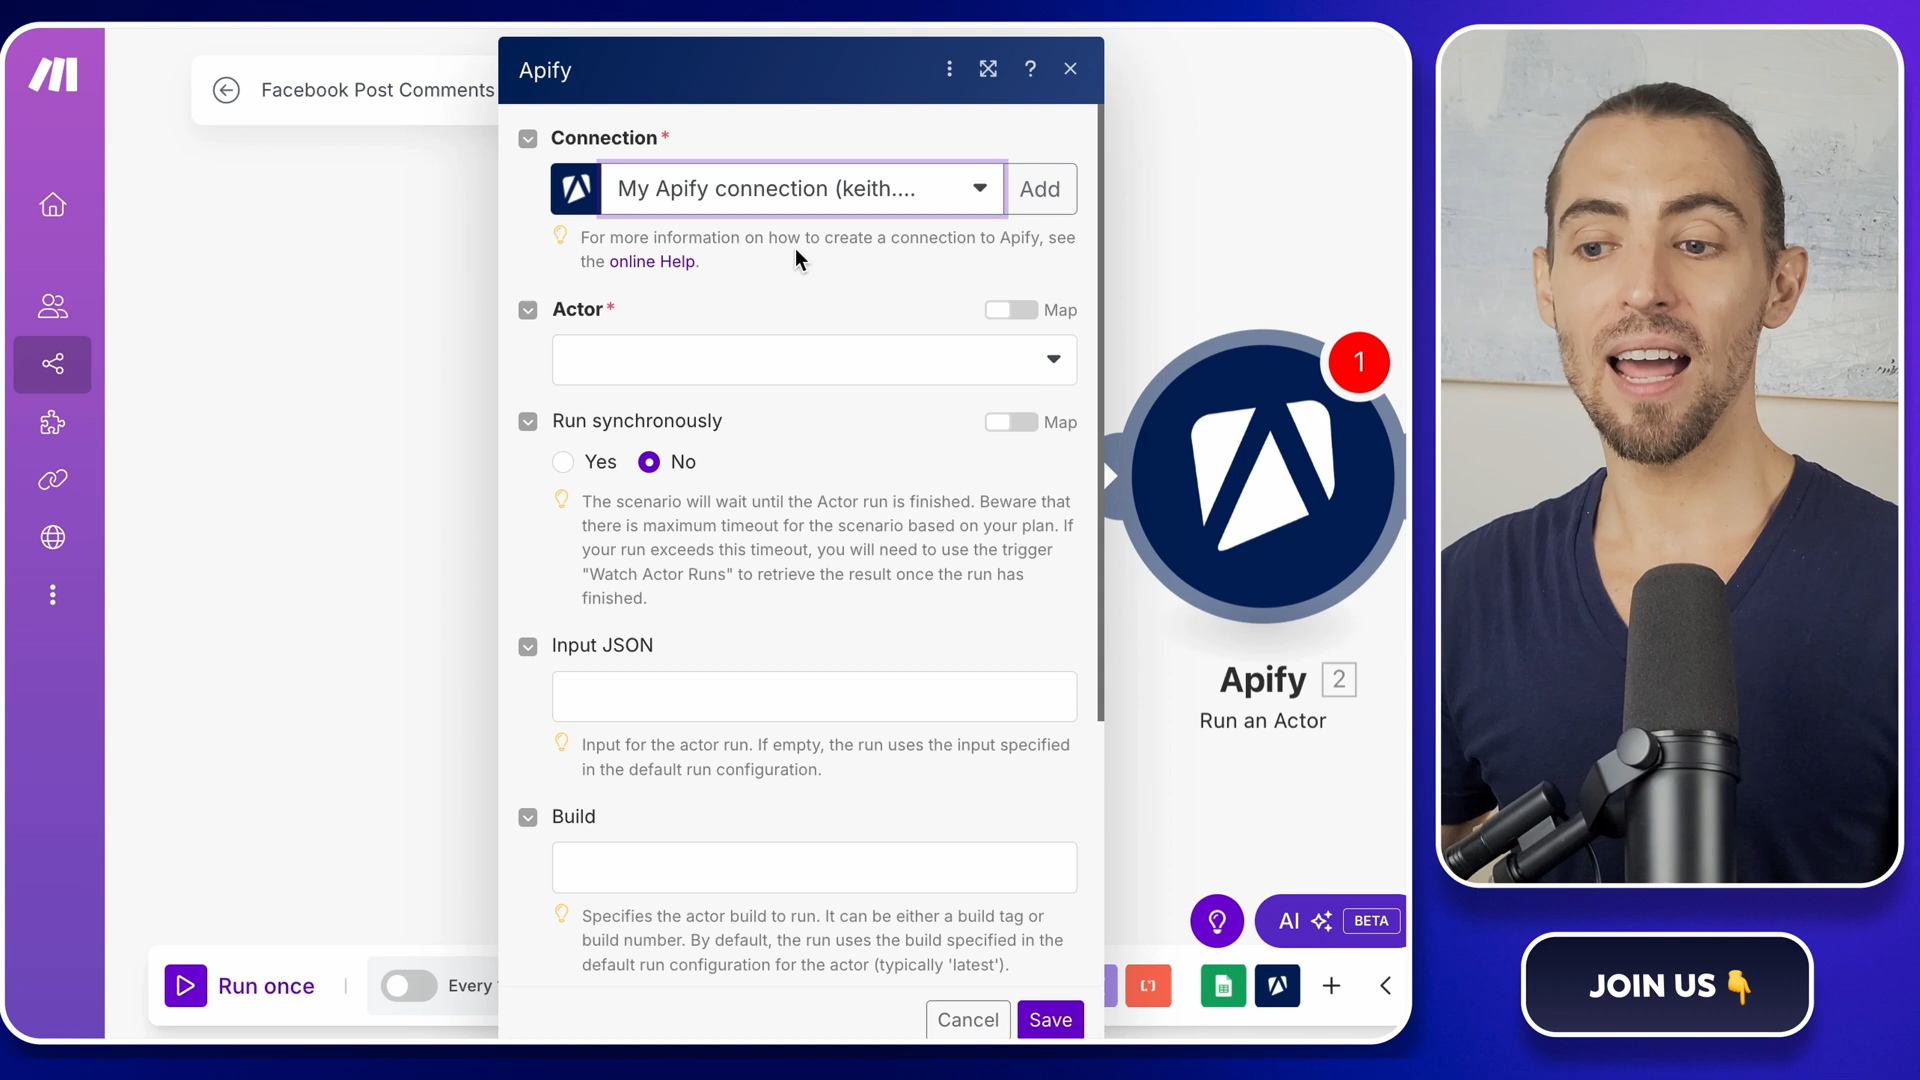 Facebook Post Comments
Apify
?
Connection *
My Apify connection (keith....
Add
For more information on how to create a connection to Apify, see
the online Help.
Actor *
Map
Run synchronously
Map
Yes
No
The scenario will wait until the Actor run is finished. Beware that
there is maximum timeout for the scenario based on your plan. If
your run exceeds this timeout, you will need to use the trigger
"Watch Actor Runs" to retrieve the result once the run has
finished.
Input JSON
Input for the actor run. If empty, the run uses the input specified
in the default run configuration.
Build
Specifies the actor build to run. It can be either a build tag or
build number. By default, the run uses the build specified in the
default run configuration for the actor (typically 'latest').
Cancel
Save
1
Apify 2
Run an Actor
AI BETA
Run once
Every
JOIN US 👇